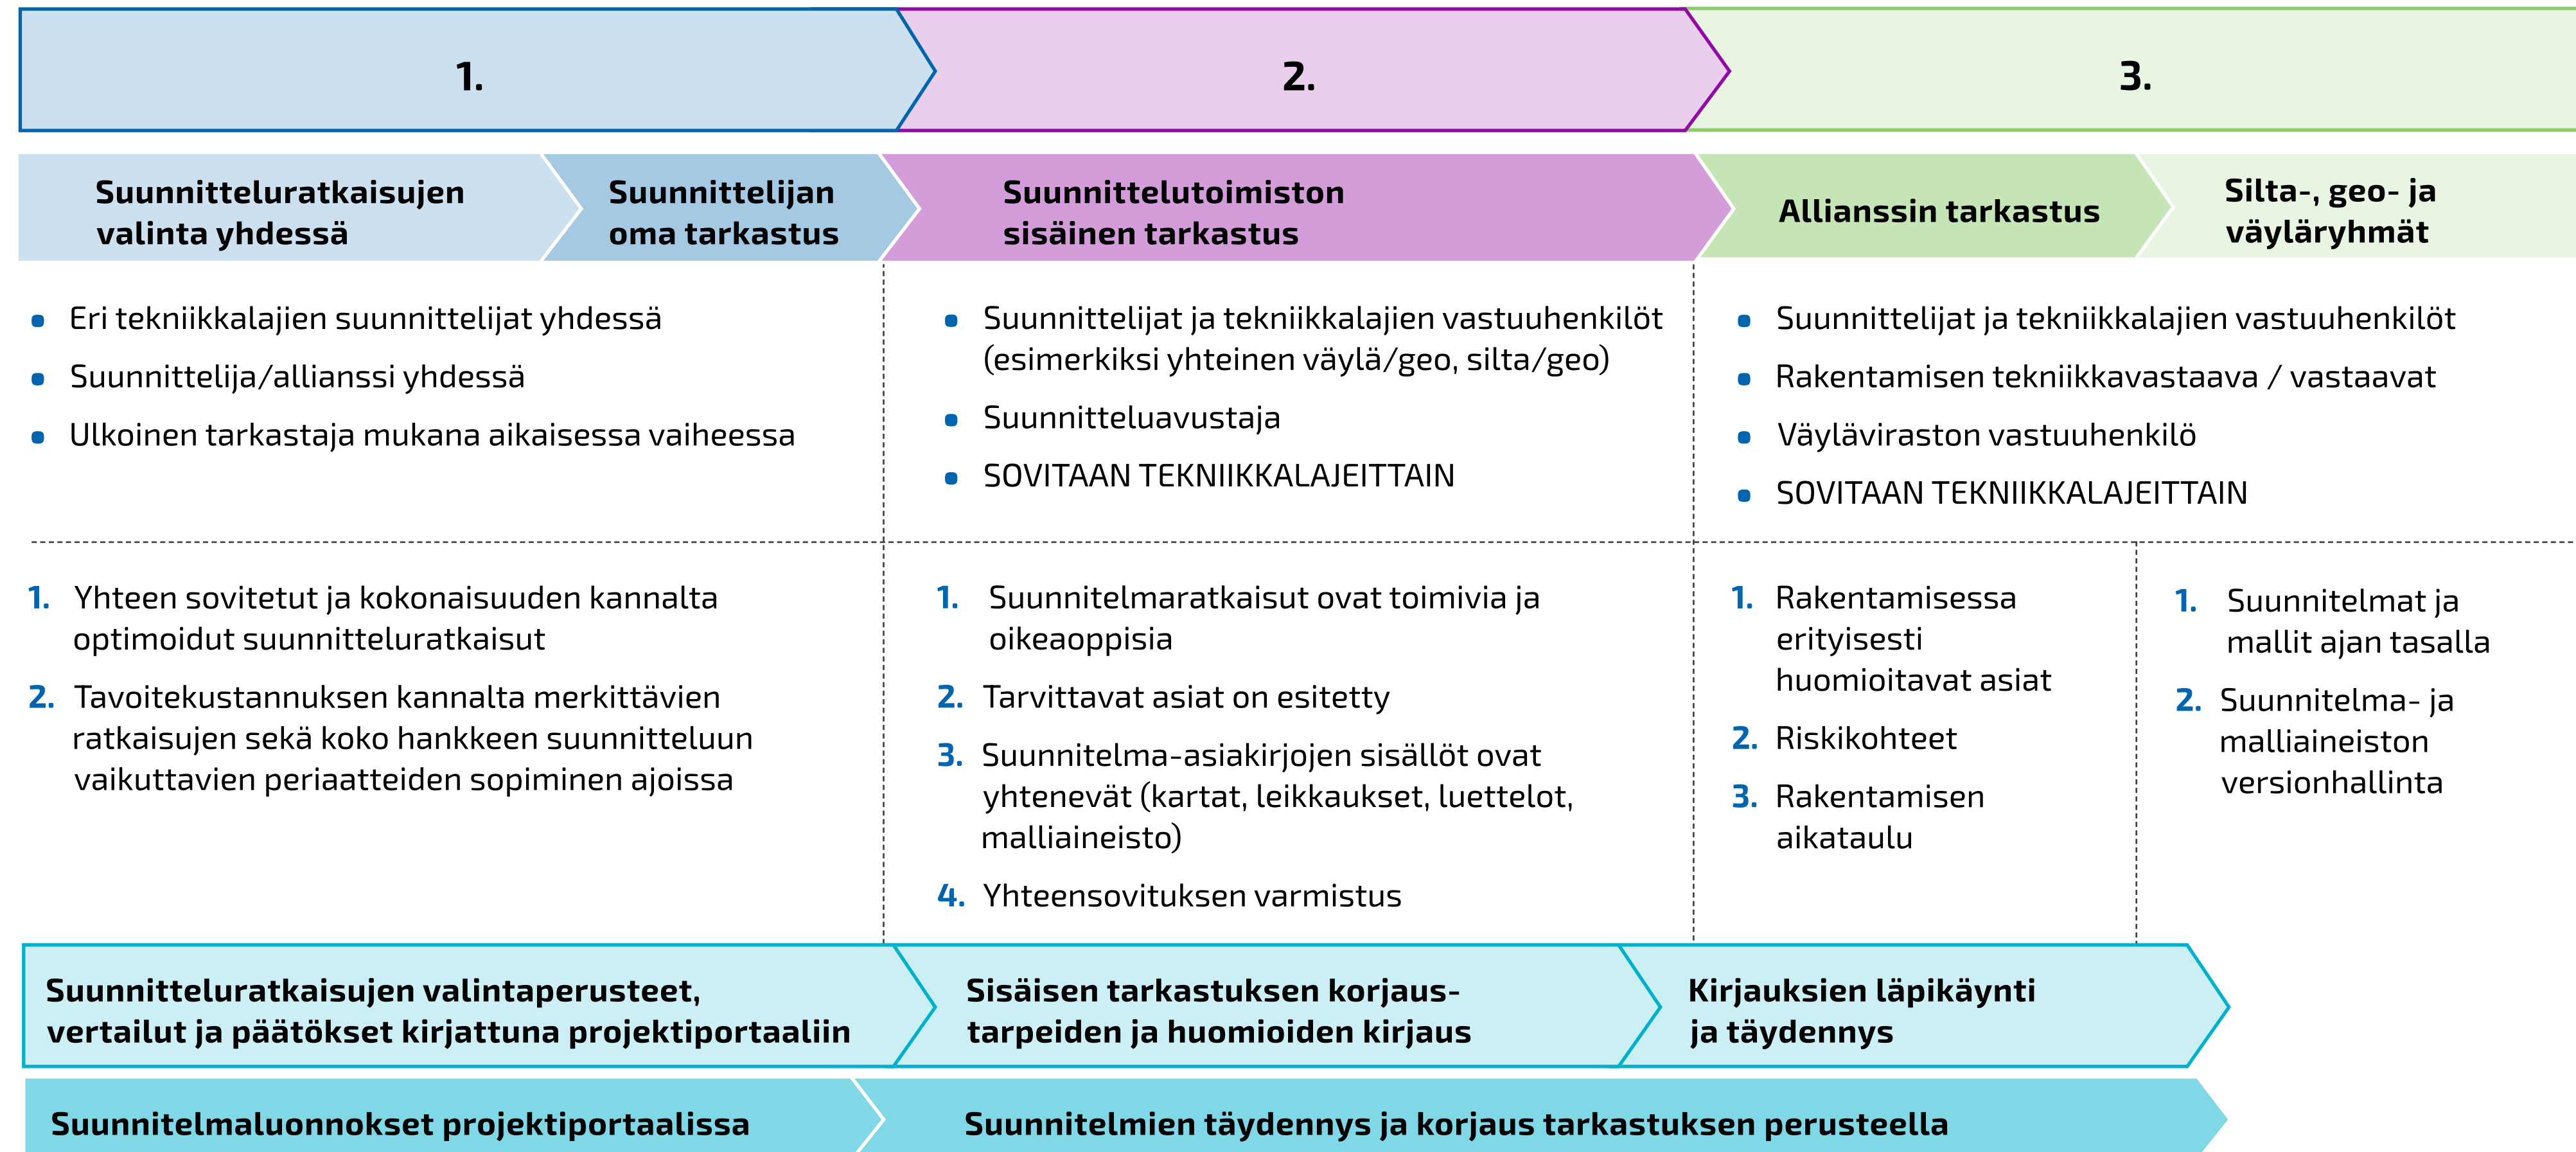 1.
2.
3.
Suunnitteluratkaisujen
valinta yhdessä
Suunnittelijan
oma tarkastus
Suunnittelutoimiston
sisäinen tarkastus
Allianssin tarkastus
Silta-, geo- ja
väyläryhmät
Eri tekniikkalajien suunnittelijat yhdessä
Suunnittelija/allianssi yhdessä
Ulkoinen tarkastaja mukana aikaisessa vaiheessa
Suunnittelijat ja tekniikkalajien vastuuhenkilöt
(esimerkiksi yhteinen väylä/geo, silta/geo)
Suunnitteluavustaja
SOVITAAN TEKNIIKKALAJEITTAIN
Suunnittelijat ja tekniikkalajien vastuuhenkilöt
Rakentamisen tekniikkavastaava / vastaavat
Väyläviraston vastuuhenkilö
SOVITAAN TEKNIIKKALAJEITTAIN
1. Yhteen sovitetut ja kokonaisuuden kannalta
optimoidut suunnitteluratkaisut
2. Tavoitekustannuksen kannalta merkittävien
ratkaisujen sekä koko hankkeen suunnitteluun
vaikuttavien periaatteiden sopiminen ajoissa
1. Suunnitelmaratkaisut ovat toimivia ja
oikeaoppisia
2. Tarvittavat asiat on esitetty
3. Suunnitelma-asiakirjojen sisällöt ovat
yhtenevät (kartat, leikkaukset, luettelot,
malliaineisto)
4. Yhteensovituksen varmistus
1. Rakentamisessa
erityisesti
huomioitavat asiat
2. Riskikohteet
3. Rakentamisen
aikataulu
1. Suunnitelmat ja
mallit ajan tasalla
2. Suunnitelma- ja
malliaineiston
versionhallinta
Suunnitteluratkaisujen valintaperusteet,
vertailut ja päätökset kirjattuna projektiportaaliin
Sisäisen tarkastuksen korjaus-
tarpeiden ja huomioiden kirjaus
Kirjauksien läpikäynti
ja täydennys
Suunnitelmaluonnokset projektiportaalissa
Suunnitelmien täydennys ja korjaus tarkastuksen perusteella